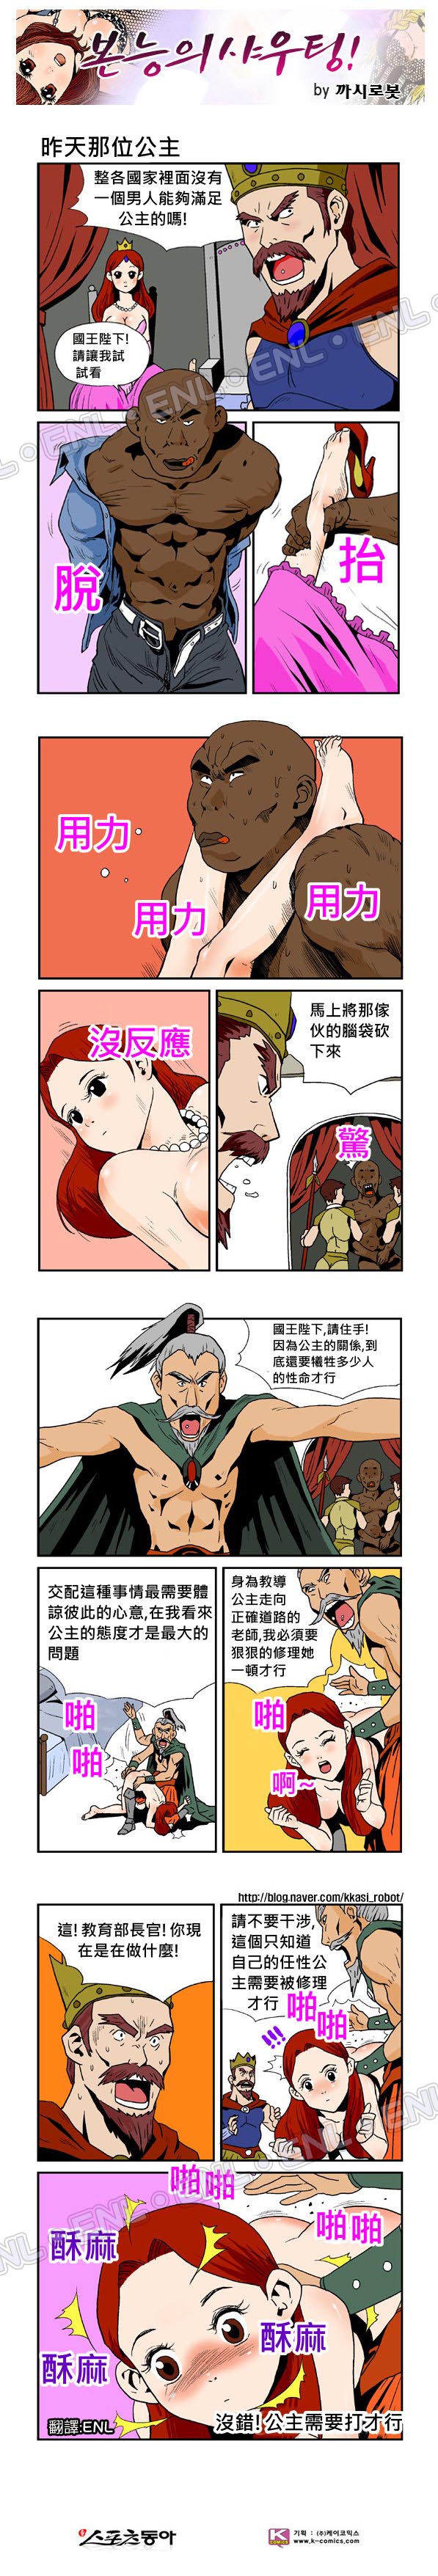 본능의 샤우팅!
by 까시로봇
昨天那位公主
整各國家裡面沒有
一個男人能夠滿足
公主的嗎!
國王陛下!
請讓我試
試看
脫
抬
用力
用力
用力
沒反應
馬上將那傢
伙的腦袋砍
下來
驚
國王陛下,請住手!
因為公主的關係,到
底還要犧牲多少人
的性命才行
交配這種事情最需要體
諒彼此的心意,在我看來
公主的態度才是最大的
問題
啪
啪
身為教導
公主走向
正確道路的
老師,我必須要
狠狠的修理她
一頓才行
啪
啊~
http://blog.naver.com/kkasi_robot/
這! 教育部長官! 你現
在是在做什麼!
請不要干涉,
這個只知道
自己的任性公
主需要被修理
才行
啪
啪
!!!
啪啪
啪啪
酥麻
酥麻
酥麻
沒錯! 公主需要打才行
翻譯:ENL
스포츠동아
K COMICS
기획 : (주)케이코믹스
www.k-comics.com
ENL